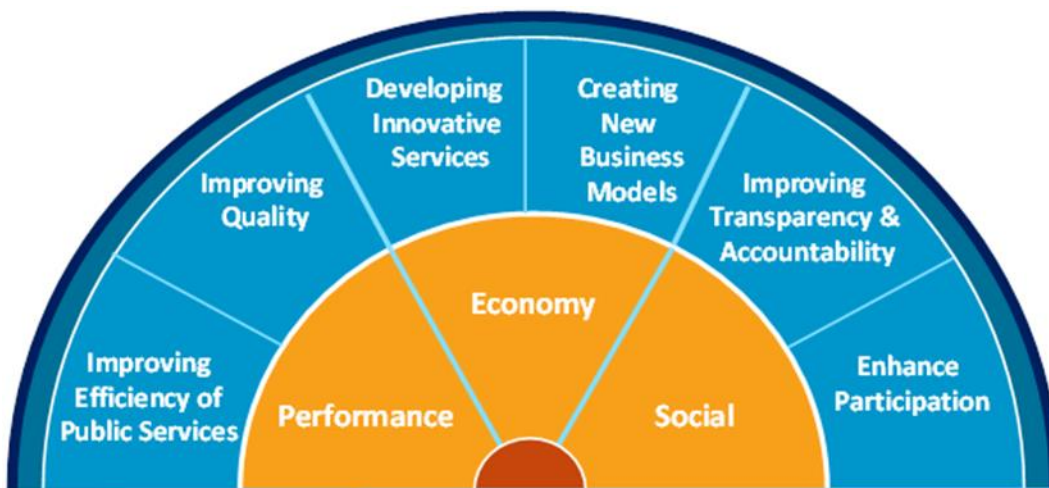 Improving
Efficiency of
Public Services
Improving
Quality
Developing
Innovative
Services
Creating
New
Business
Models
Improving
Transparency &
Accountability
Enhance
Participation
Performance
Economy
Social